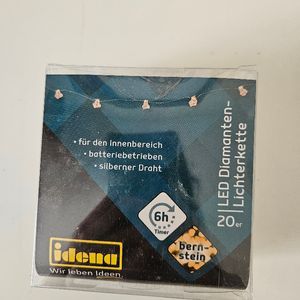 • für den Innenbereich
• batteriebetrieben
• silberner Draht
LED Diamanten-
Lichterkette
20er
6h
Timer
bern-
stein
idena
Wir leben Ideen.